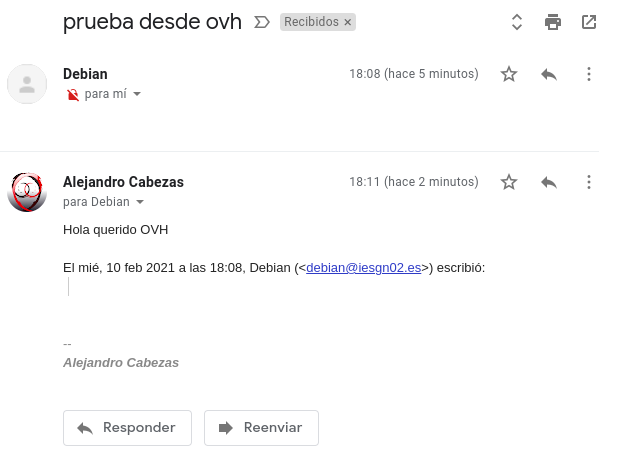 prueba desde ovh Recibidos ×
Debian 18:08 (hace 5 minutos)
para mí
Alejandro Cabezas 18:11 (hace 2 minutos)
para Debian
Hola querido OVH
El mié, 10 feb 2021 a las 18:08, Debian (<debian@iesgn02.es>) escribió:
--
Alejandro Cabezas
Responder Reenviar